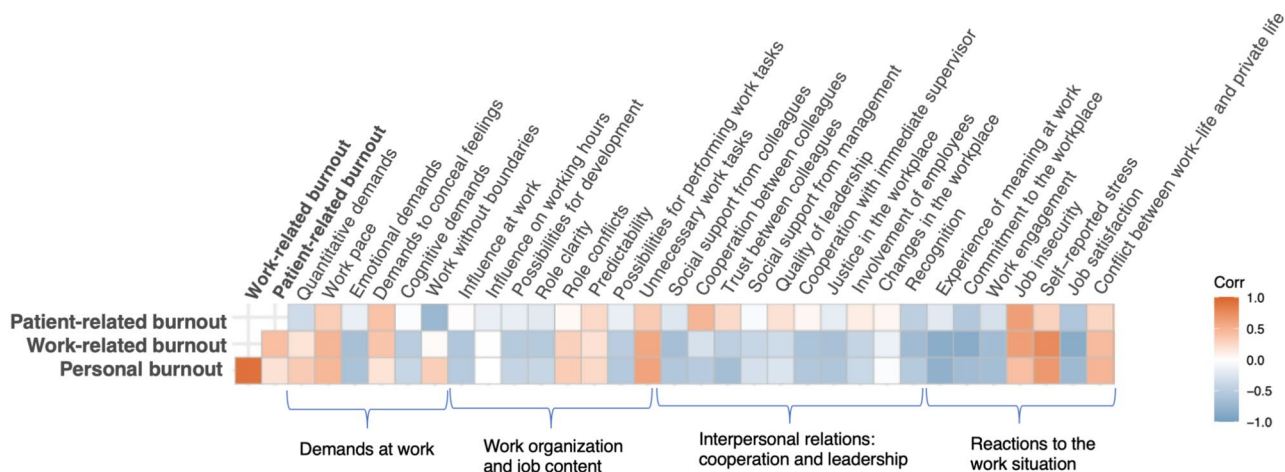 Work-related burnout
Patient-related burnout
Quantitative demands
Work pace
Emotional demands
Demands to conceal feelings
Cognitive demands
Work without boundaries
Influence at work
Influence on working hours
Possibilities for development
Role clarity
Role conflicts
Predictability
Possibilities for performing work tasks
Unnecessary work tasks
Social support from colleagues
Cooperation between colleagues
Trust between colleagues
Social support from management
Quality of leadership
Cooperation with immediate supervisor
Justice in the workplace
Involvement of employees
Changes in the workplace
Recognition
Experience of meaning at work
Commitment to the workplace
Work engagement
Job insecurity
Self-reported stress
Job satisfaction
Conflict between work-life and private life
Patient-related burnout
Work-related burnout
Personal burnout
Corr
1.0
0.5
0.0
−0.5
−1.0
Demands at work
Work organization
and job content
Interpersonal relations:
cooperation and leadership
Reactions to the
work situation